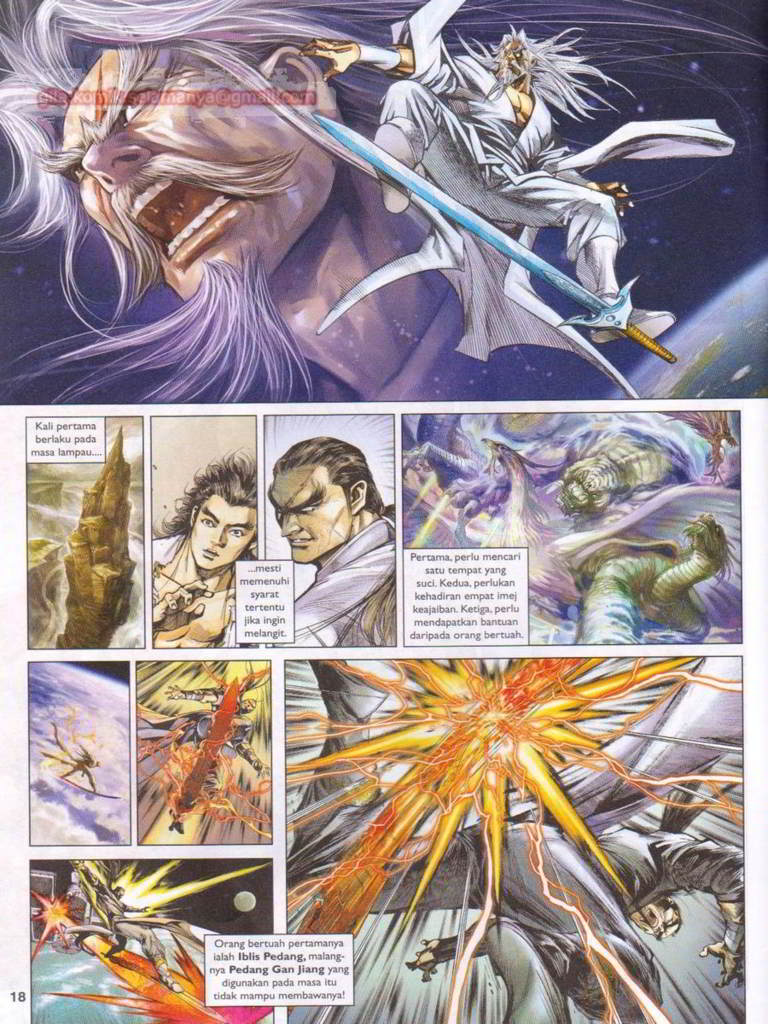 Kali pertama
berlaku pada
masa lampau....
...mesti
memenuhi
syarat
tertentu
jika ingin
melangit.
Pertama, perlu mencari
satu tempat yang
suci. Kedua, perlukan
kehadiran empat imej
keajaiban. Ketiga, perlu
mendapatkan bantuan
daripada orang bertuah.
Orang bertuah pertamanya
ialah Iblis Pedang, malang-
nya Pedang Gan Jiang yang
digunakan pada masa itu
tidak mampu membawanya!
18